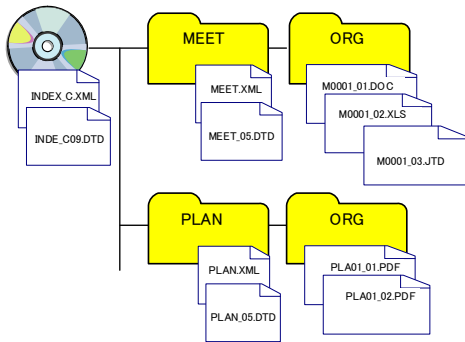 MEET
ORG
INDEX_C.XML
INDE_C09.DTD
MEET.XML
MEET_05.DTD
M0001_01.DOC
M0001_02.XLS
M0001_03.JTD
PLAN
ORG
PLAN.XML
PLAN_05.DTD
PLA01_01.PDF
PLA01_02.PDF